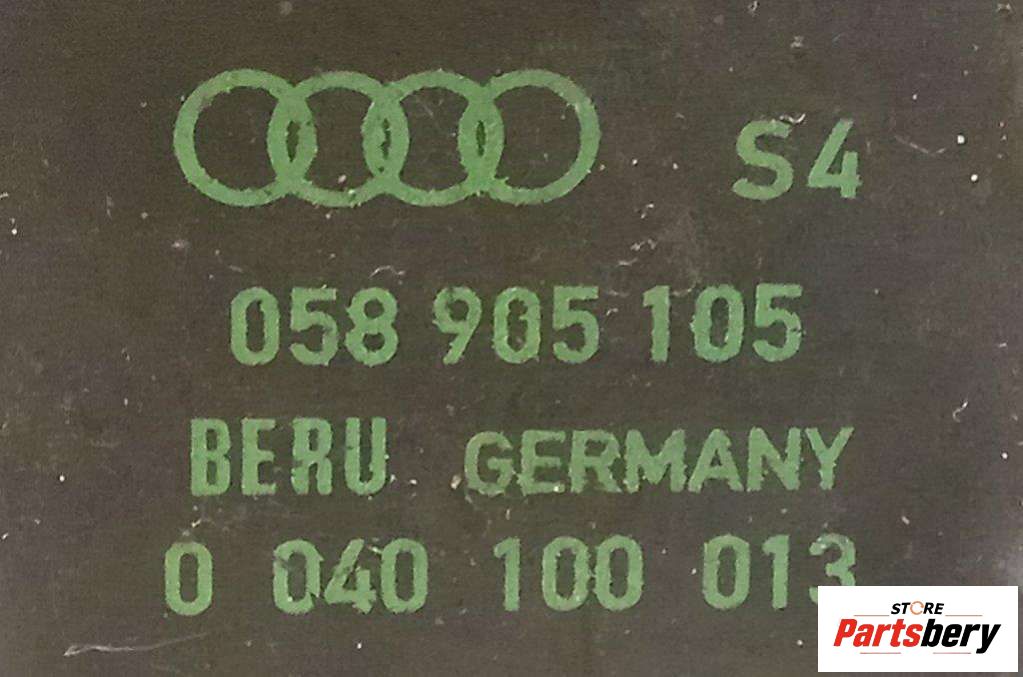 S4
058 905 105
BERU GERMANY
0 040 100 013
STORE
Partsbery